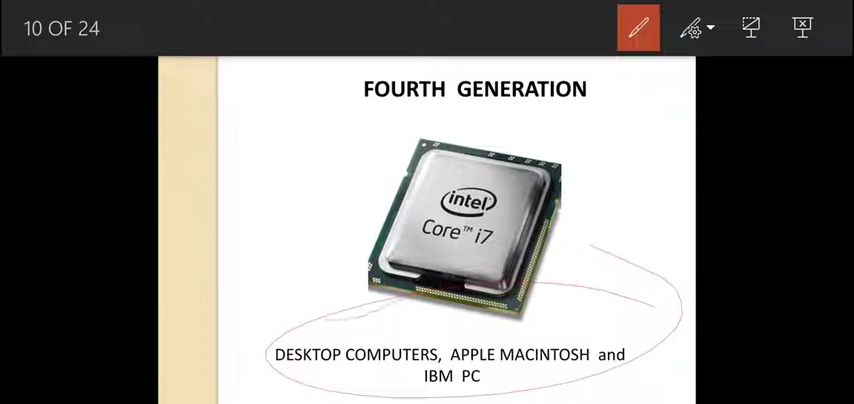 10 OF 24
FOURTH GENERATION
intel
Core™ i7
DESKTOP COMPUTERS, APPLE MACINTOSH and
IBM PC